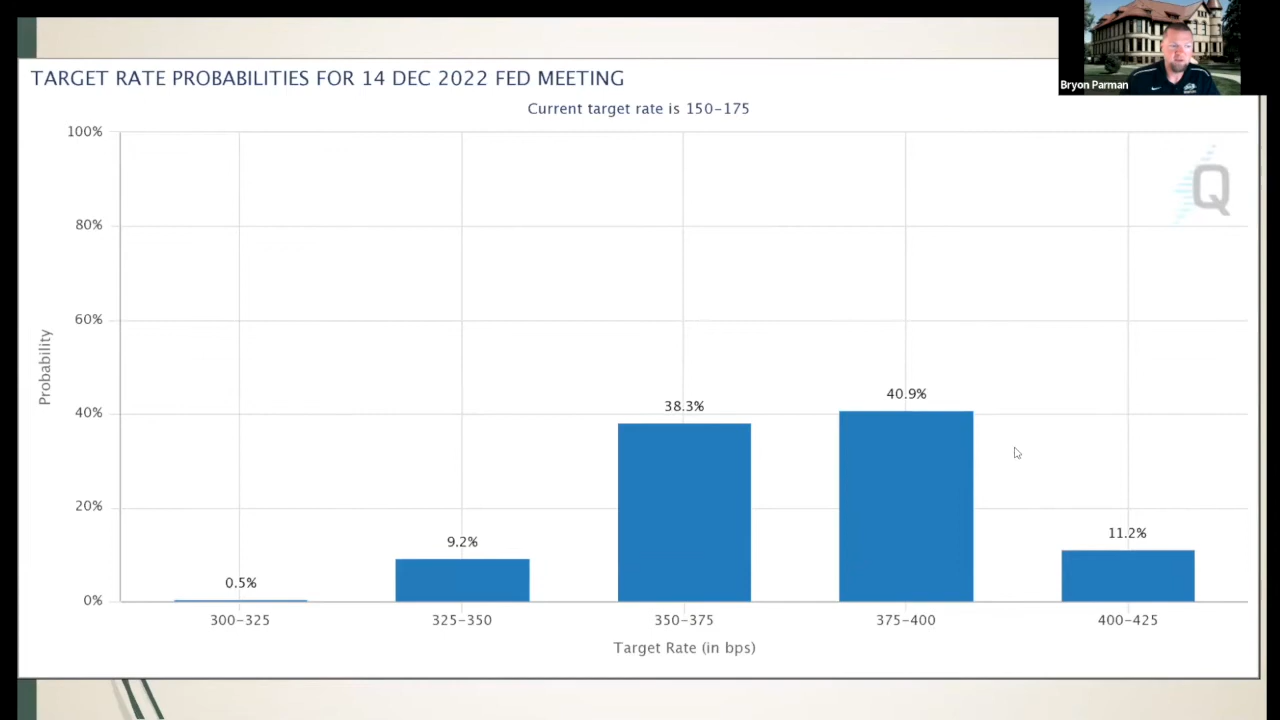 TARGET RATE PROBABILITIES FOR 14 DEC 2022 FED MEETING
Bryon Parman
Current target rate is 150-175
100%
80%
60%
40%
20%
0%
Probability
0.5%
9.2%
38.3%
40.9%
11.2%
300-325
325-350
350-375
375-400
400-425
Target Rate (in bps)
Q